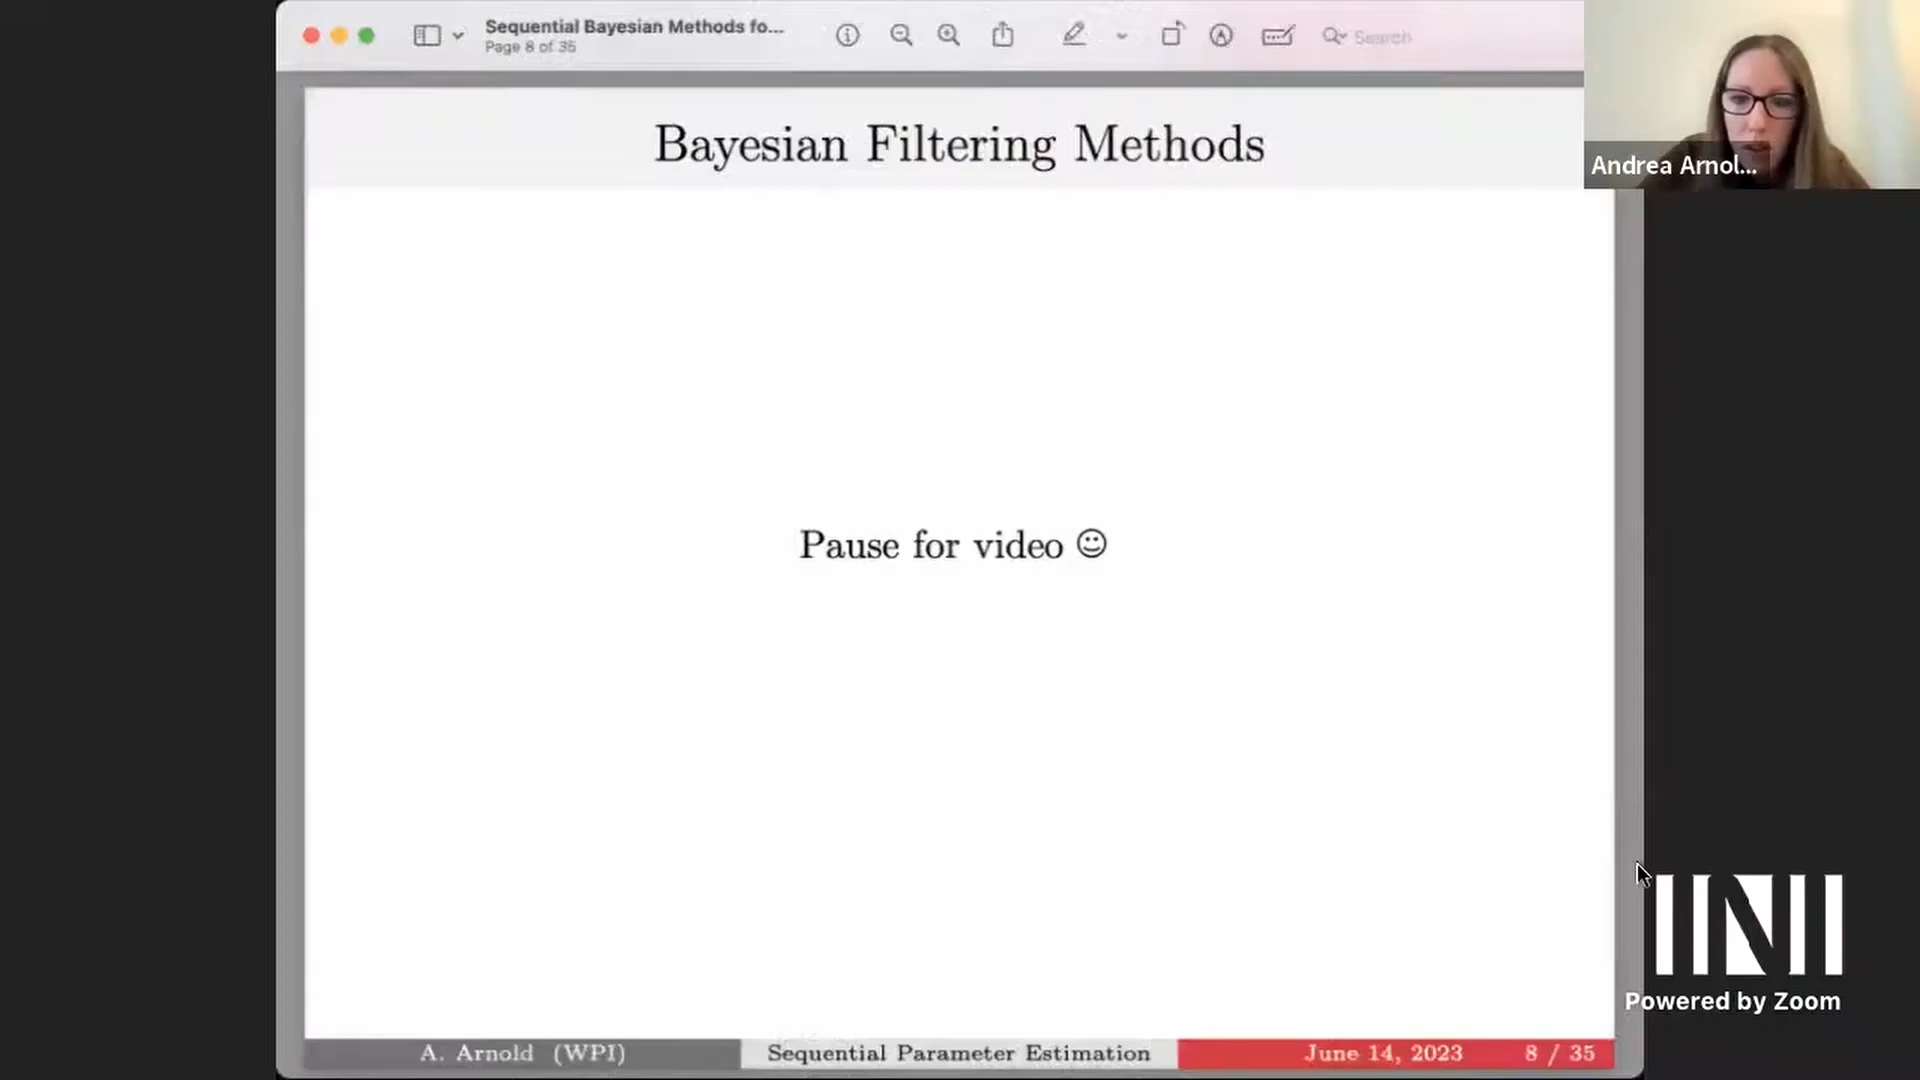 Sequential Bayesian Methods fo...
Page 8 of 35
Search
Andrea Arnol...
Bayesian Filtering Methods
Pause for video ☺
INI
Powered by Zoom
A. Arnold (WPI)
Sequential Parameter Estimation
June 14, 2023
8 / 35